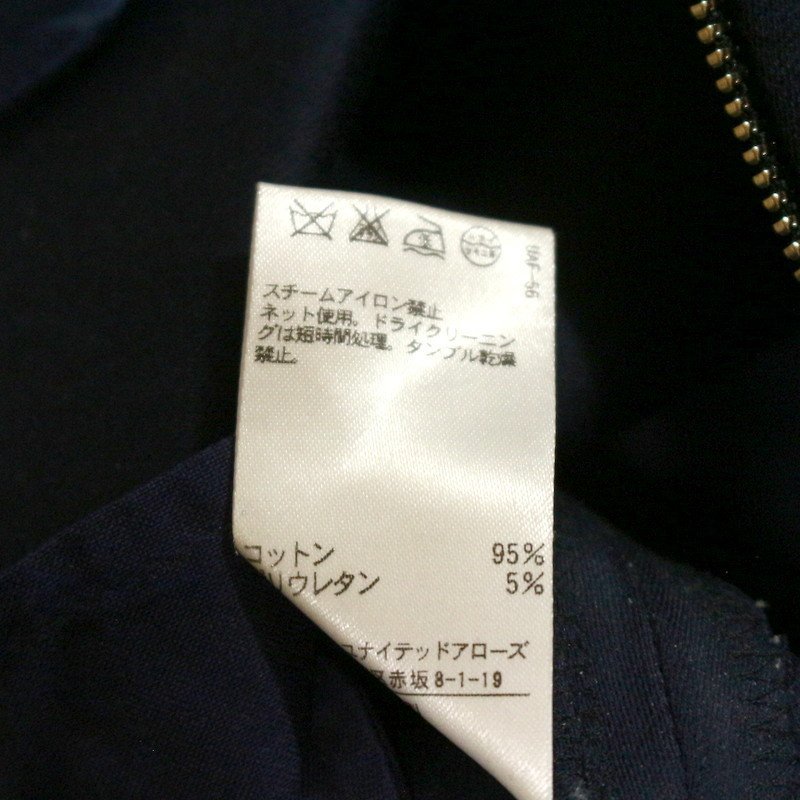 UAF-56
スチームアイロン禁止
ネット使用。ドライクリーニン
グは短時間処理。タンブル乾燥
禁止。
コットン 95%
リウレタン 5%
ナイテッドアローズ
赤坂8-1-19